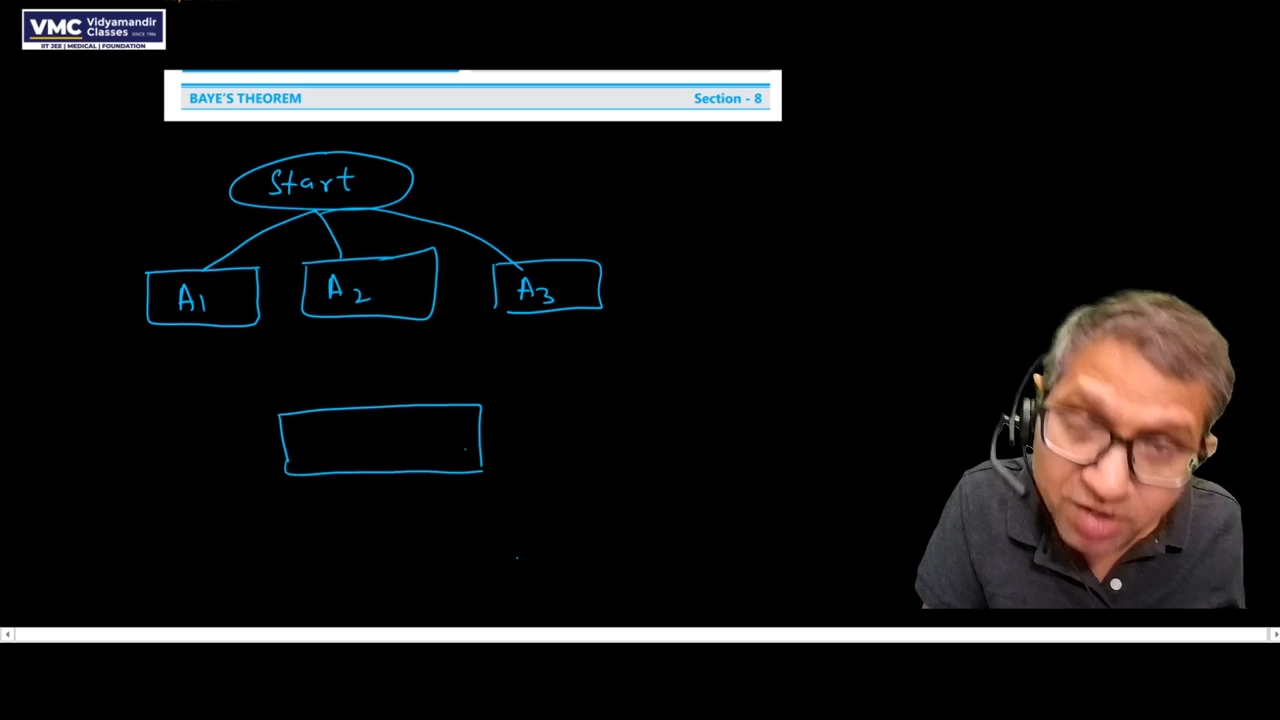 VMC Vidyamandir Classes SINCE 1986
IIT JEE | MEDICAL | FOUNDATION
BAYE'S THEOREM Section - 8
Start
A1 A2 A3